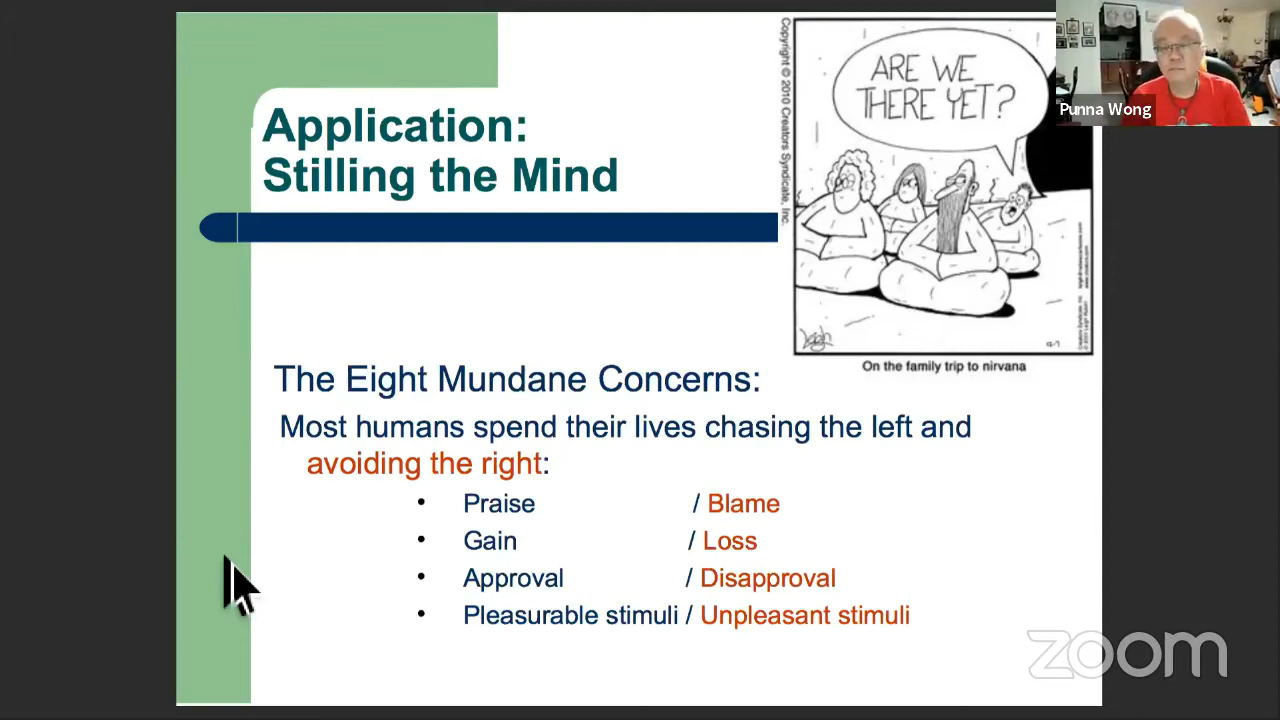 Application:
Stilling the Mind
Copyright © 2010 Creators Syndicate, Inc.
ARE WE
THERE YET?
Punna Wong
Leigh
On the family trip to nirvana
The Eight Mundane Concerns:
Most humans spend their lives chasing the left and
avoiding the right:
• Praise / Blame
• Gain / Loss
• Approval / Disapproval
• Pleasurable stimuli / Unpleasant stimuli
zoom